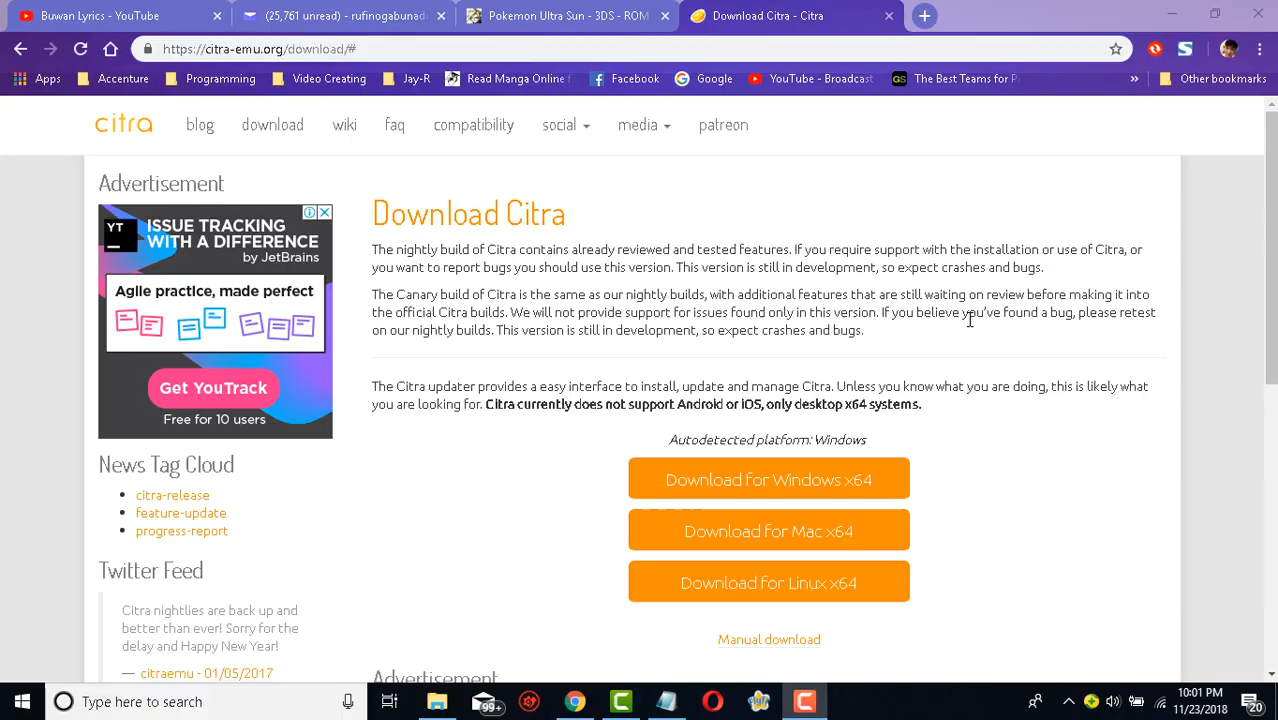 Buwan Lyrics - YouTube
(25,761 unread) - rufinogabunad
Pokemon Ultra Sun - 3DS - ROM
Download Citra - Citra
https://citra-emu.org/download/#
Apps
Accenture
Programming
Video Creating
Jay-R
Read Manga Online f
Facebook
Google
YouTube - Broadcast
GS The Best Teams for P
Other bookmarks
citra
blog
download
wiki
faq
compatibility
social
media
patreon
Advertisement
YT
ISSUE TRACKING
WITH A DIFFERENCE
by JetBrains
Agile practice, made perfect
Get YouTrack
Free for 10 users
News Tag Cloud
citra-release
feature-update
progress-report
Twitter Feed
Citra nightlies are back up and
better than ever! Sorry for the
delay and Happy New Year!
— citraemu - 01/05/2017
Download Citra
The nightly build of Citra contains already reviewed and tested features. If you require support with the installation or use of Citra, or
you want to report bugs you should use this version. This version is still in development, so expect crashes and bugs.
The Canary build of Citra is the same as our nightly builds, with additional features that are still waiting on review before making it into
the official Citra builds. We will not provide support for issues found only in this version. If you believe you've found a bug, please retest
on our nightly builds. This version is still in development, so expect crashes and bugs.
The Citra updater provides a easy interface to install, update and manage Citra. Unless you know what you are doing, this is likely what
you are looking for. Citra currently does not support Android or iOS, only desktop x64 systems.
Autodetected platform: Windows
Download for Windows x64
Download for Mac x64
Download for Linux x64
Manual download
Advertisement
Type here to search
99+
10:01 PM
11/23/2018
20